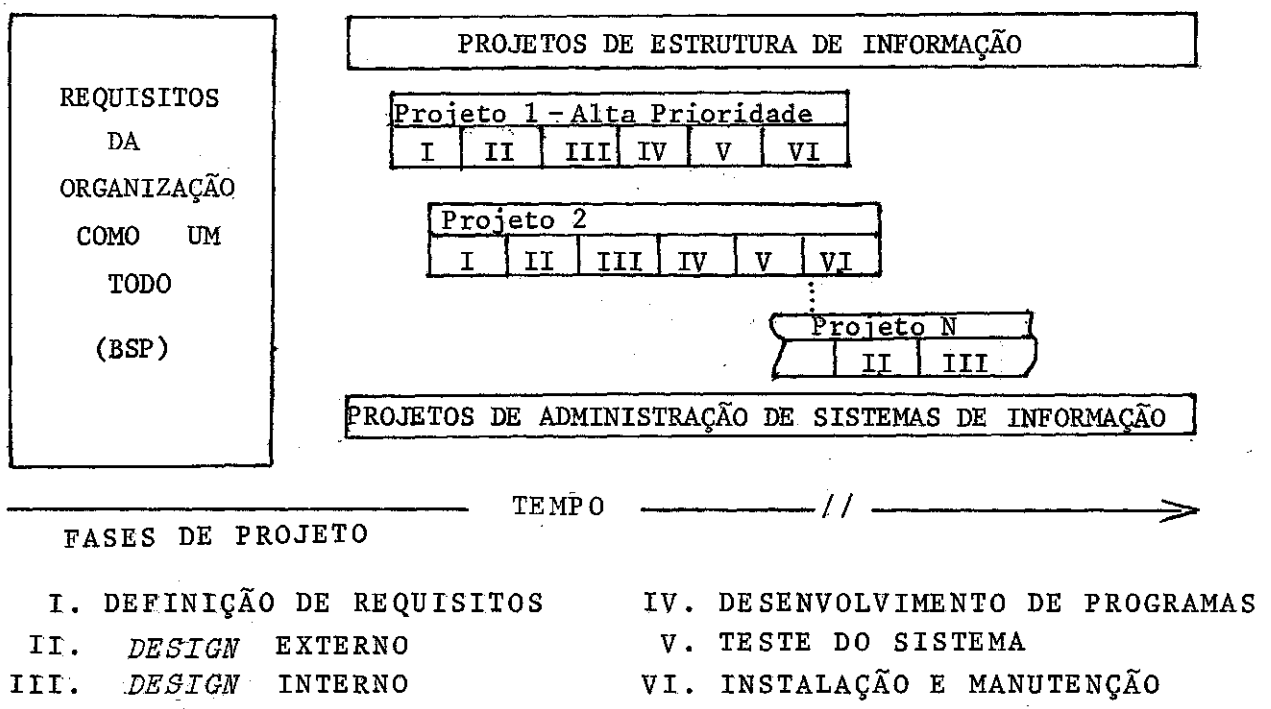 REQUISITOS
DA
ORGANIZAÇÃO
COMO UM
TODO
(BSP)
PROJETOS DE ESTRUTURA DE INFORMAÇÃO
Projeto 1 - Alta Prioridade
I II III IV V VI
Projeto 2
I II III IV V VI
Projeto N
II III
PROJETOS DE ADMINISTRAÇÃO DE SISTEMAS DE INFORMAÇÃO
TEMPO //
FASES DE PROJETO
I. DEFINIÇÃO DE REQUISITOS
II. DESIGN EXTERNO
III. DESIGN INTERNO
IV. DESENVOLVIMENTO DE PROGRAMAS
V. TESTE DO SISTEMA
VI. INSTALAÇÃO E MANUTENÇÃO